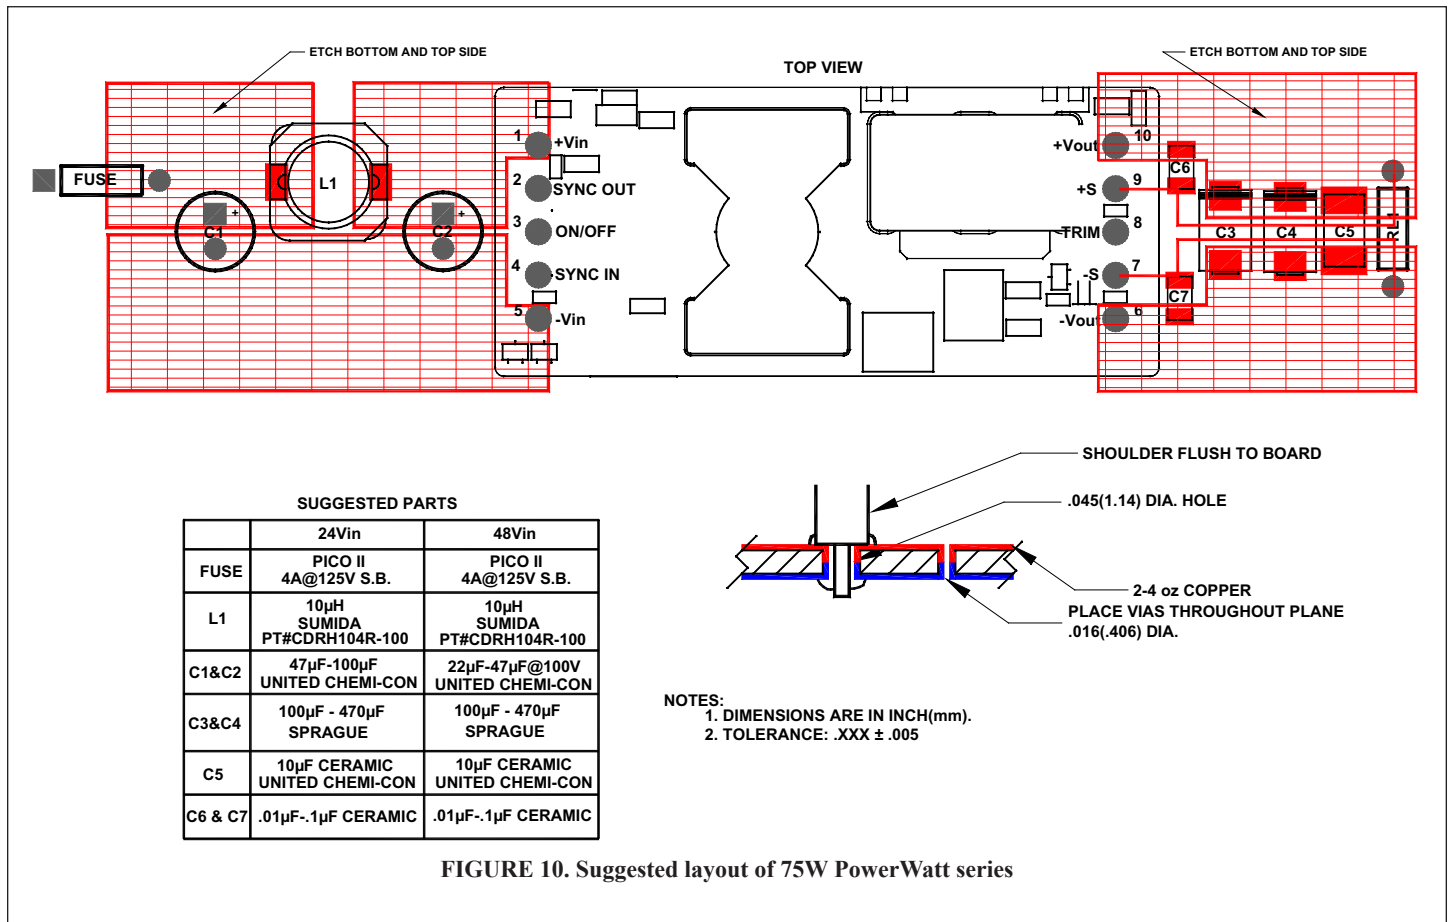 ETCH BOTTOM AND TOP SIDE
ETCH BOTTOM AND TOP SIDE
TOP VIEW
1
+Vin
2
SYNC OUT
3
ON/OFF
4
SYNC IN
5
-Vin
FUSE
L1
+
C1
+
C2
10
+Vout
9
+S
8
TRIM
7
-S
6
-Vout
C6
C7
C3
C4
C5
RL1
SHOULDER FLUSH TO BOARD
.045(1.14) DIA. HOLE
2-4 oz COPPER
PLACE VIAS THROUGHOUT PLANE
.016(.406) DIA.
SUGGESTED PARTS
24Vin 48Vin
FUSE
PICO II
4A@125V S.B.
PICO II
4A@125V S.B.
L1
10µH
SUMIDA
PT#CDRH104R-100
10µH
SUMIDA
PT#CDRH104R-100
C1&C2
47µF-100µF
UNITED CHEMI-CON
22µF-47µF@100V
UNITED CHEMI-CON
C3&C4
100µF - 470µF
SPRAGUE
100µF - 470µF
SPRAGUE
C5
10µF CERAMIC
UNITED CHEMI-CON
10µF CERAMIC
UNITED CHEMI-CON
C6 & C7
.01µF-.1µF CERAMIC
.01µF-.1µF CERAMIC
NOTES:
1. DIMENSIONS ARE IN INCH(mm).
2. TOLERANCE: .XXX ± .005
FIGURE 10. Suggested layout of 75W PowerWatt series